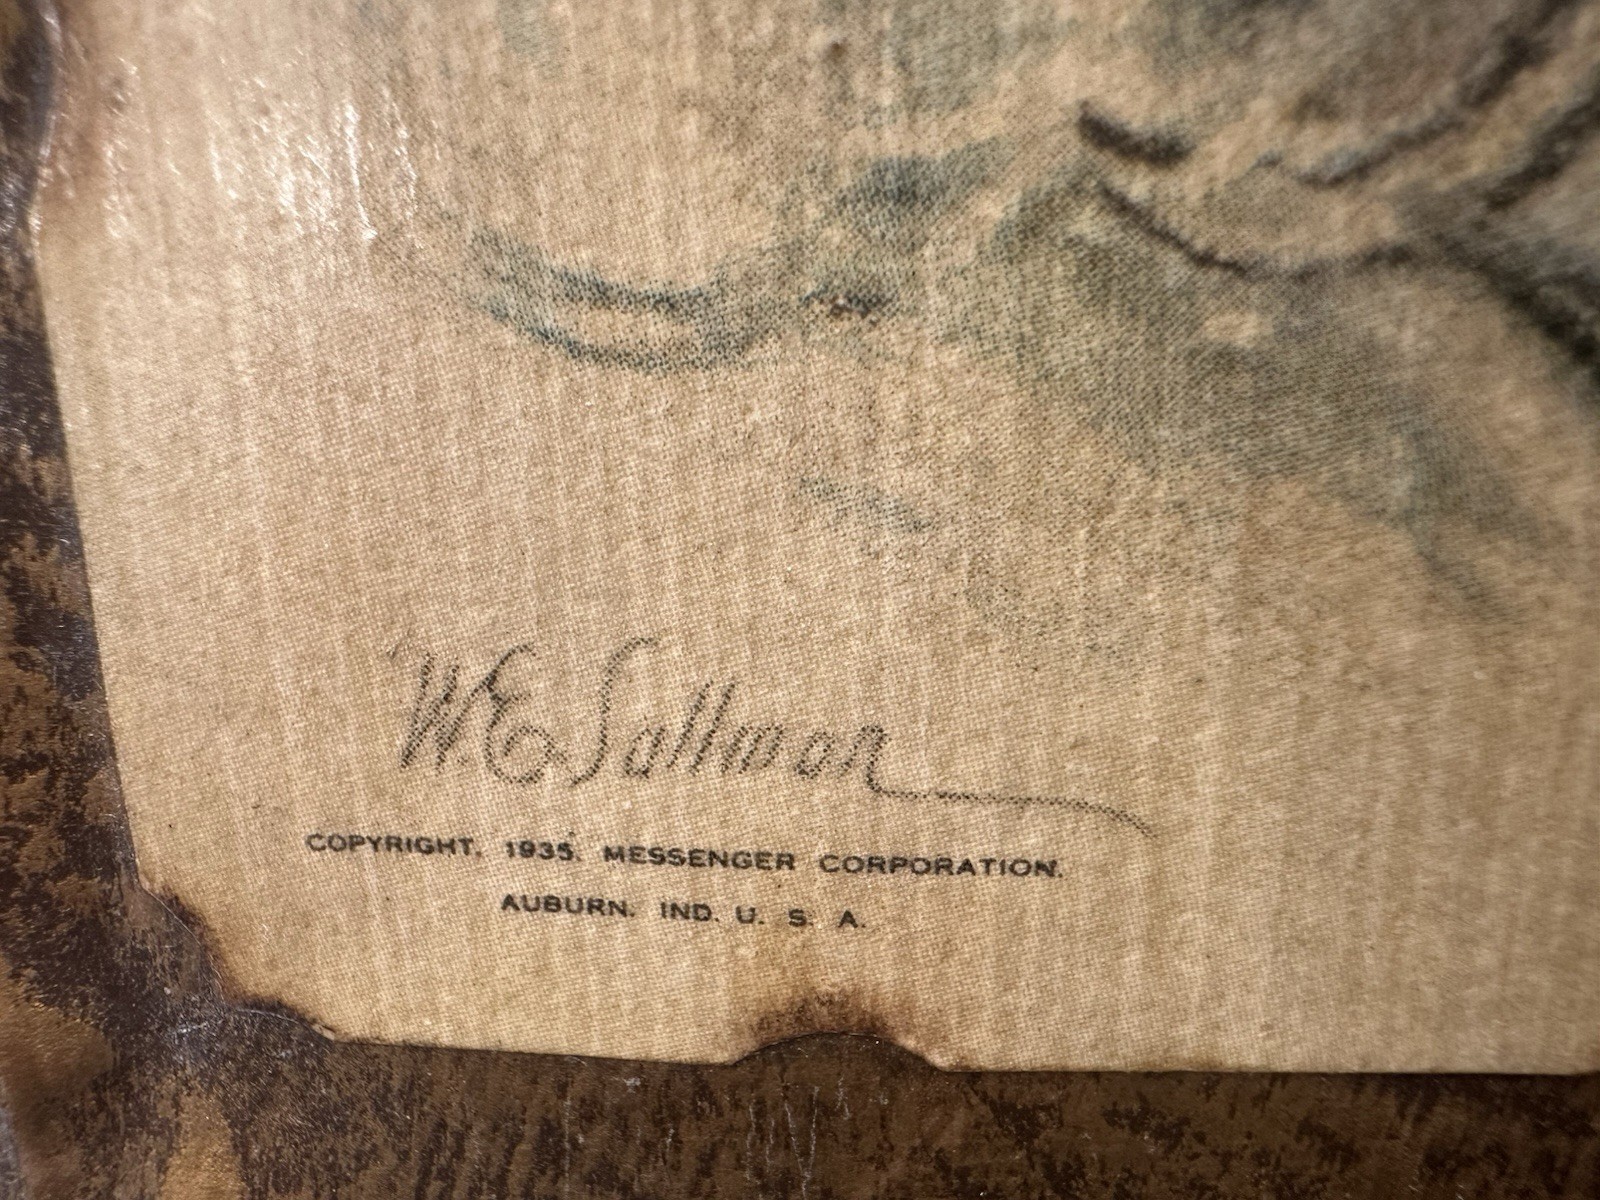 W.E. Sallman
COPYRIGHT, 1935, MESSENGER CORPORATION.
AUBURN. IND. U. S. A.